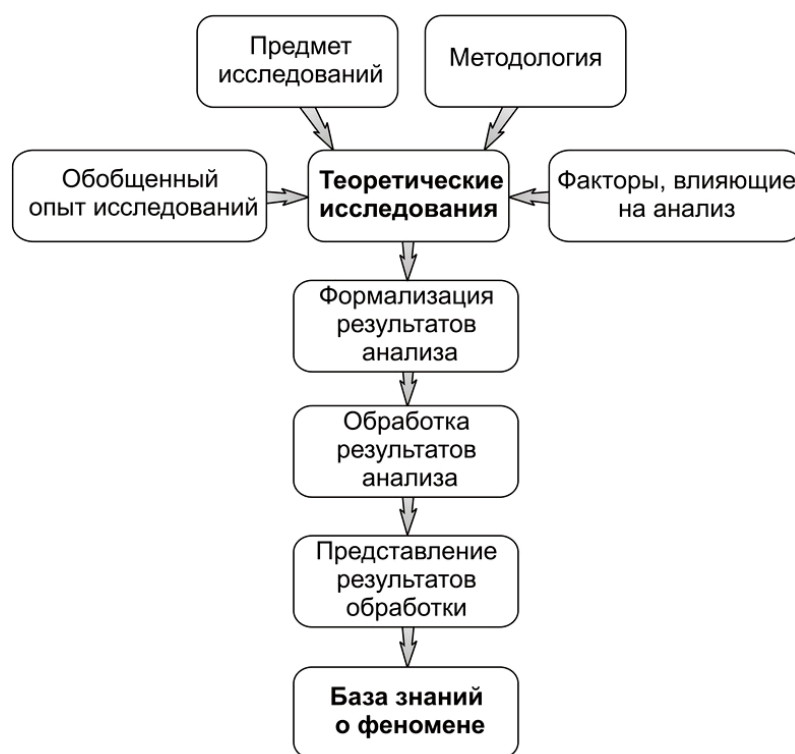 Предмет
исследований
Методология
Обобщенный
опыт исследований
Теоретические
исследования
Факторы, влияющие
на анализ
Формализация
результатов
анализа
Обработка
результатов
анализа
Представление
результатов
обработки
База знаний
о феномене